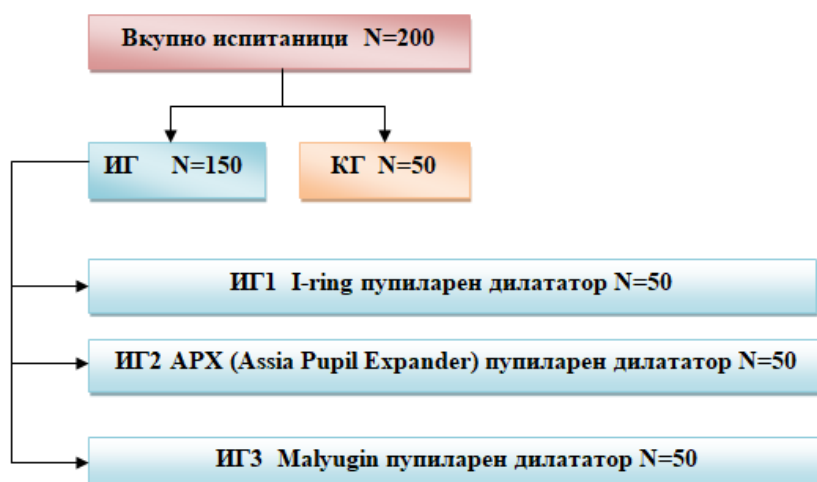 Вкупно испитаници N=200
ИГ N=150
КГ N=50
ИГ1 I-ring пупиларен дилататор N=50
ИГ2 APX (Assia Pupil Expander) пупиларен дилататор N=50
ИГ3 Malyugin пупиларен дилататор N=50